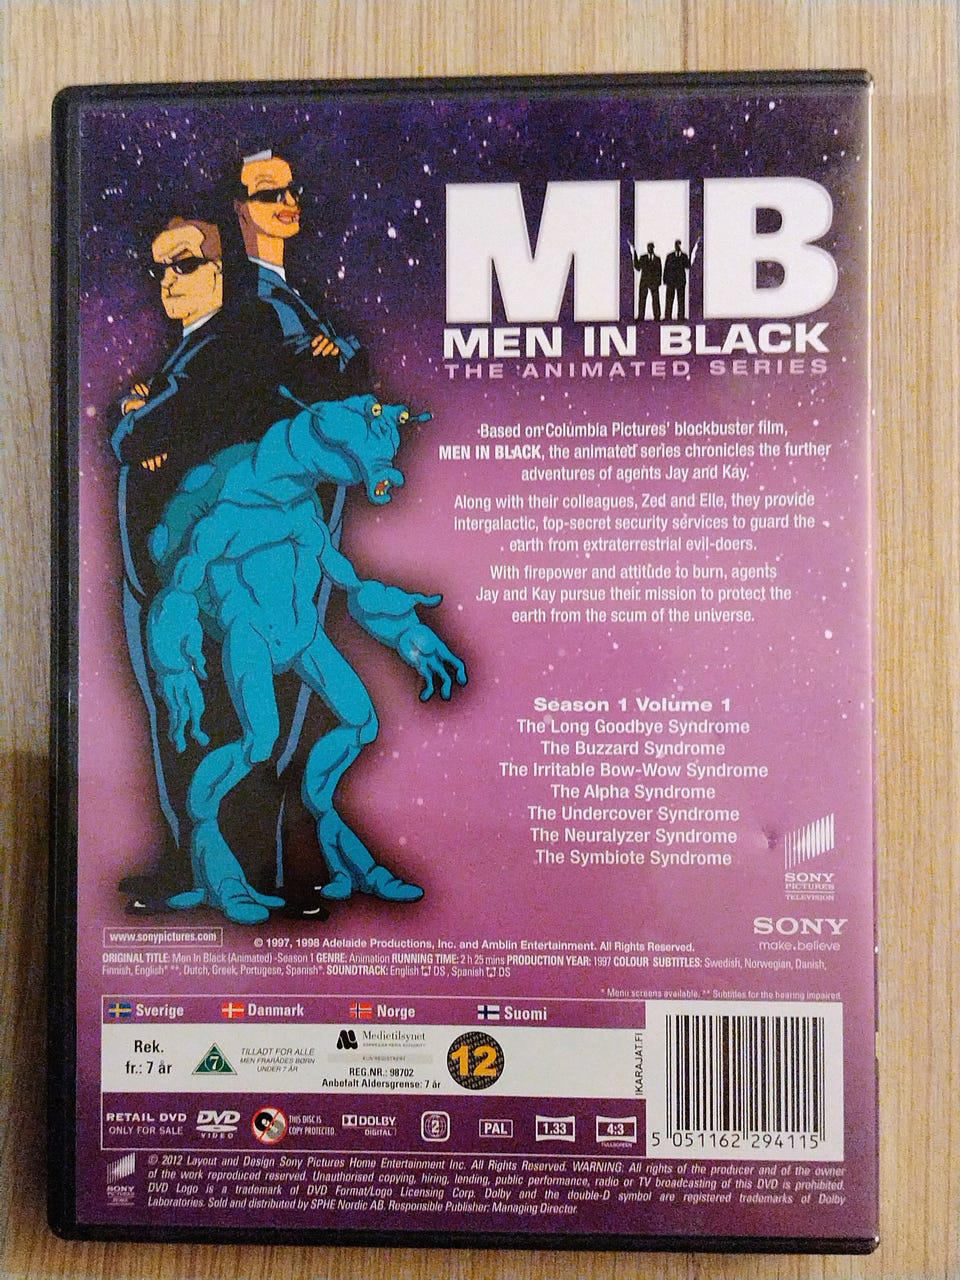 MIB
MEN IN BLACK
THE ANIMATED SERIES
Based on Columbia Pictures' blockbuster film,
MEN IN BLACK, the animated series chronicles the further
adventures of agents Jay and Kay.
Along with their colleagues, Zed and Elle, they provide
intergalactic, top-secret security services to guard the
earth from extraterrestrial evil-doers.
With firepower and attitude to burn, agents
Jay and Kay pursue their mission to protect the
earth from the scum of the universe.
Season 1 Volume 1
The Long Goodbye Syndrome
The Buzzard Syndrome
The Irritable Bow-Wow Syndrome
The Alpha Syndrome
The Undercover Syndrome
The Neuralyzer Syndrome
The Symbiote Syndrome
SONY
PICTURES
TELEVISION
SONY
make.believe
www.sonypictures.com
© 1997, 1998 Adelaide Productions, Inc. and Amblin Entertainment. All Rights Reserved.
ORIGINAL TITLE: Men In Black (Animated) -Season 1 GENRE: Animation RUNNING TIME: 2 h 25 mins PRODUCTION YEAR: 1997 COLOUR SUBTITLES: Swedish, Norwegian, Danish,
Finnish, English* **, Dutch, Greek, Portugese, Spanish*. SOUNDTRACK: English DS, Spanish DS
* Menu screens available. ** Subtitles for the hearing impaired.
Sverige Danmark Norge Suomi
Rek.
fr.: 7 år
7
TILLADT FOR ALLE
MEN FRARÅDES BØRN
UNDER 7 ÅR
Medietilsynet
NORWEGIAN MEDIA AUTHORITY
KUN REGISTRERT
REG.NR.: 98702
Anbefalt Aldersgrense: 7 år
12
IKARAJAT.FI
RETAIL DVD
ONLY FOR SALE
DVD
VIDEO
THIS DISC IS
COPY PROTECTED
DOLBY
DIGITAL
2
PAL
1.33
4:3
FULLSCREEN
5 051162 294115
SONY
PICTURES
© 2012 Layout and Design Sony Pictures Home Entertainment Inc. All Rights Reserved. WARNING: All rights of the producer and of the owner
of the work reproduced reserved. Unauthorised copying, hiring, lending, public performance, radio or TV broadcasting of this DVD is prohibited.
DVD Logo is a trademark of DVD Format/Logo Licensing Corp. Dolby and the double-D symbol are registered trademarks of Dolby
Laboratories. Sold and distributed by SPHE Nordic AB. Responsible Publisher: Managing Director.